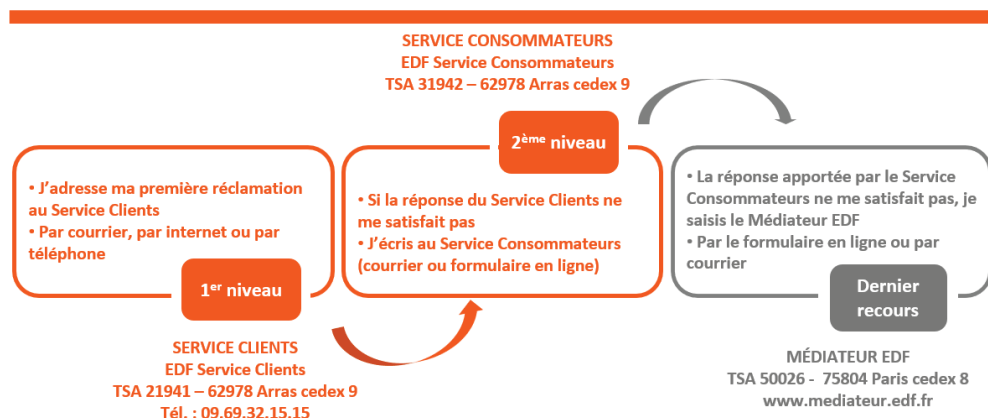 SERVICE CONSOMMATEURS
EDF Service Consommateurs
TSA 31942 – 62978 Arras cedex 9
• J'adresse ma première réclamation
au Service Clients
• Par courrier, par internet ou par
téléphone
1er niveau
SERVICE CLIENTS
EDF Service Clients
TSA 21941 – 62978 Arras cedex 9
Tél. : 09.69.32.15.15
2ème niveau
• Si la réponse du Service Clients ne
me satisfait pas
• J'écris au Service Consommateurs
(courrier ou formulaire en ligne)
• La réponse apportée par le Service
Consommateurs ne me satisfait pas, je
saisis le Médiateur EDF
• Par le formulaire en ligne ou par
courrier
Dernier
recours
MÉDIATEUR EDF
TSA 50026 - 75804 Paris cedex 8
www.mediateur.edf.fr